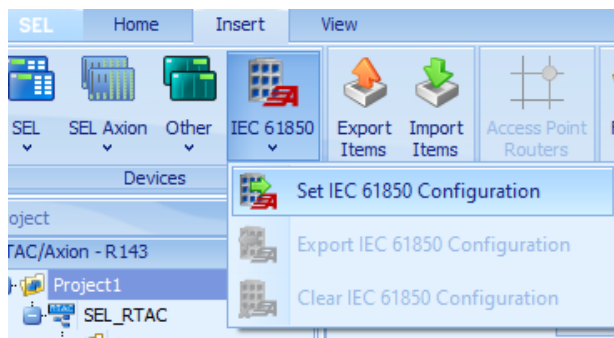 SEL Home Insert View
SEL SEL Axion Other IEC 61850 Export Items Import Items Access Point Routers
Devices
Set IEC 61850 Configuration
Export IEC 61850 Configuration
Clear IEC 61850 Configuration
oject
TAC/Axion - R143
Project1
SEL_RTAC